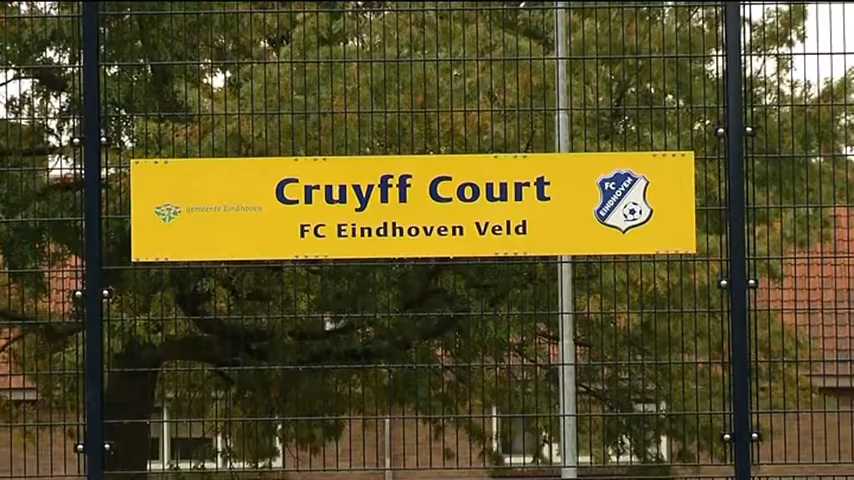 gemeente Eindhoven
Cruyff Court
FC Eindhoven Veld
FC
EINDHOVEN